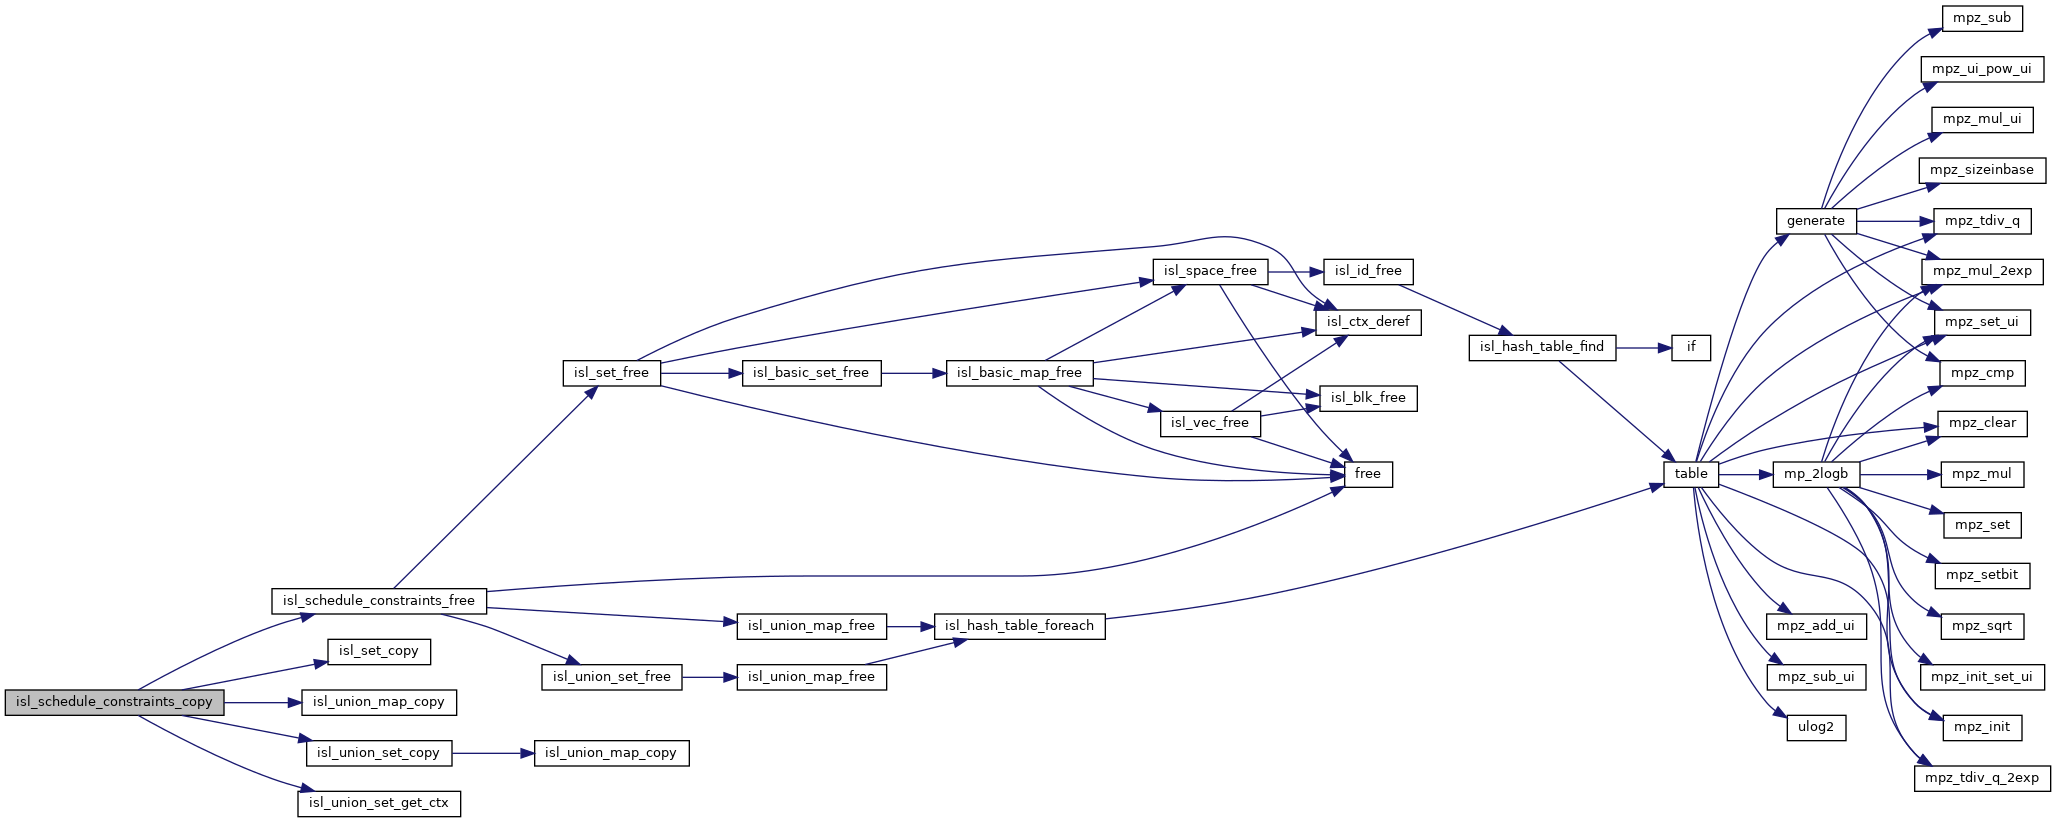 mpz_sub
mpz_ui_pow_ui
mpz_mul_ui
mpz_sizeinbase
generate
mpz_tdiv_q
isl_space_free
isl_id_free
mpz_mul_2exp
isl_ctx_deref
mpz_set_ui
isl_hash_table_find
if
isl_set_free
isl_basic_set_free
isl_basic_map_free
mpz_cmp
isl_blk_free
isl_vec_free
mpz_clear
free
table
mp_2logb
mpz_mul
mpz_set
mpz_setbit
isl_schedule_constraints_free
isl_union_map_free
isl_hash_table_foreach
mpz_add_ui
mpz_sqrt
isl_set_copy
isl_union_set_free
isl_union_map_free
mpz_sub_ui
mpz_init_set_ui
isl_schedule_constraints_copy
isl_union_map_copy
ulog2
mpz_init
isl_union_set_copy
isl_union_map_copy
mpz_tdiv_q_2exp
isl_union_set_get_ctx